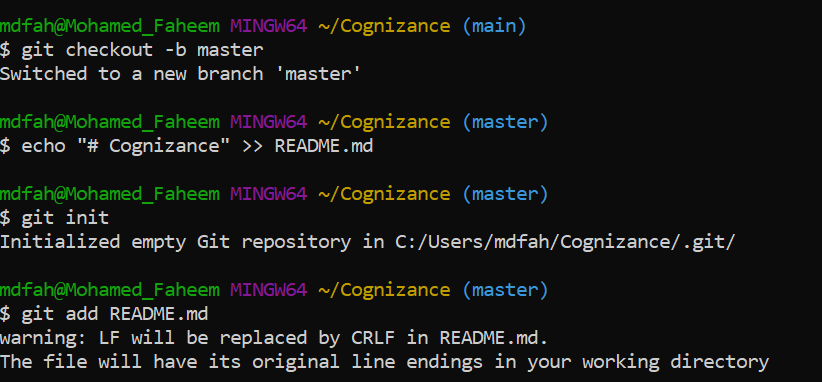 mdfah@Mohamed_Faheem MINGW64 ~/Cognizance (main)
$ git checkout -b master
Switched to a new branch 'master'
mdfah@Mohamed_Faheem MINGW64 ~/Cognizance (master)
$ echo "# Cognizance" >> README.md
mdfah@Mohamed_Faheem MINGW64 ~/Cognizance (master)
$ git init
Initialized empty Git repository in C:/Users/mdfah/Cognizance/.git/
mdfah@Mohamed_Faheem MINGW64 ~/Cognizance (master)
$ git add README.md
warning: LF will be replaced by CRLF in README.md.
The file will have its original line endings in your working directory